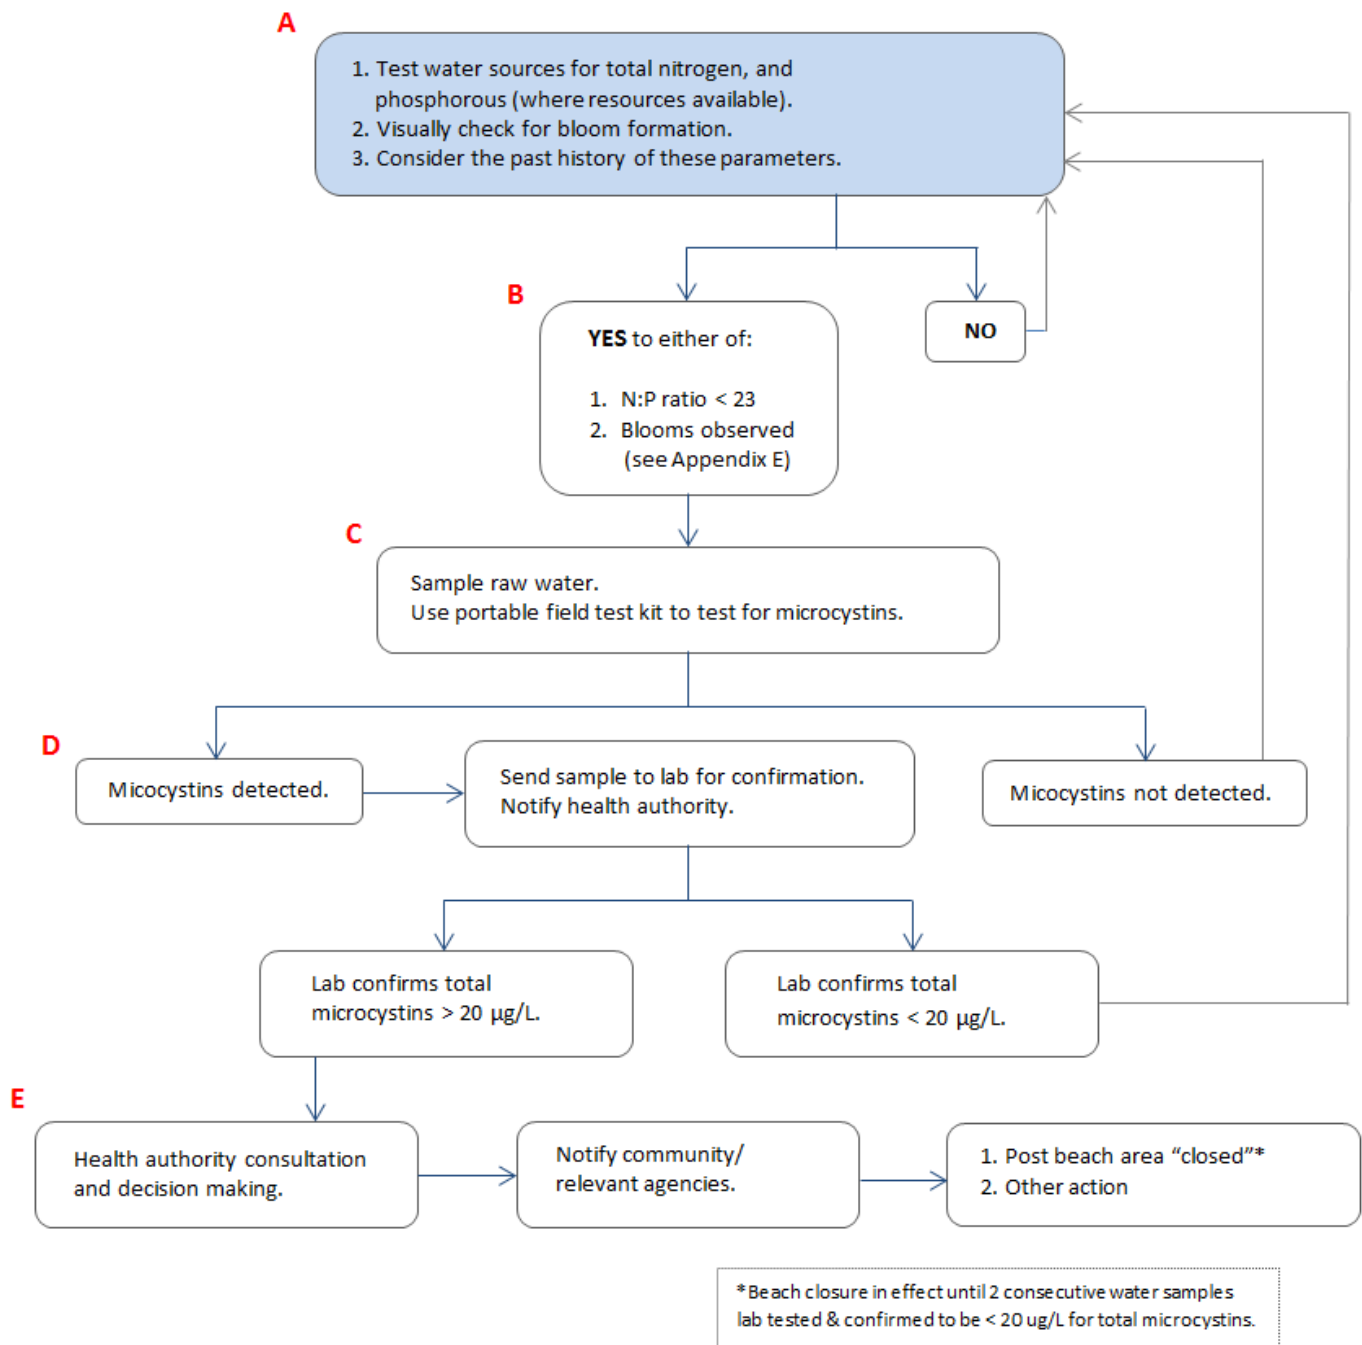 A
1. Test water sources for total nitrogen, and
phosphorous (where resources available).
2. Visually check for bloom formation.
3. Consider the past history of these parameters.
B
YES to either of:
1. N:P ratio < 23
2. Blooms observed
(see Appendix E)
NO
C
Sample raw water.
Use portable field test kit to test for microcystins.
D
Micocystins detected.
Send sample to lab for confirmation.
Notify health authority.
Micocystins not detected.
Lab confirms total
microcystins > 20 µg/L.
Lab confirms total
microcystins < 20 µg/L.
E
Health authority consultation
and decision making.
Notify community/
relevant agencies.
1. Post beach area “closed”*
2. Other action
*Beach closure in effect until 2 consecutive water samples
lab tested & confirmed to be < 20 ug/L for total microcystins.